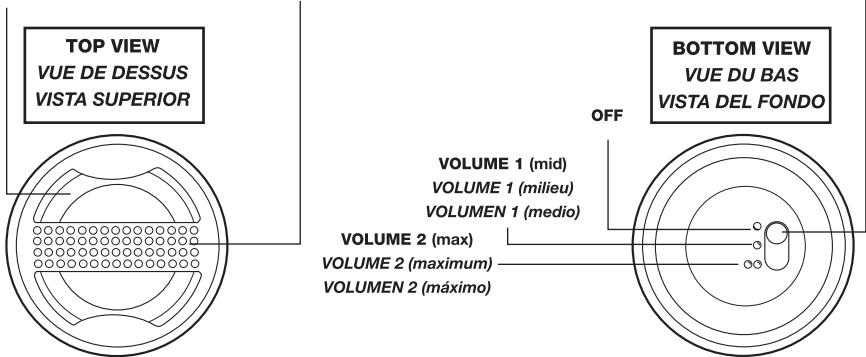 TOP VIEW
VUE DE DESSUS
VISTA SUPERIOR
BOTTOM VIEW
VUE DU BAS
VISTA DEL FONDO
OFF
VOLUME 1 (mid)
VOLUME 1 (milieu)
VOLUMEN 1 (medio)
VOLUME 2 (max)
VOLUME 2 (maximum)
VOLUMEN 2 (máximo)